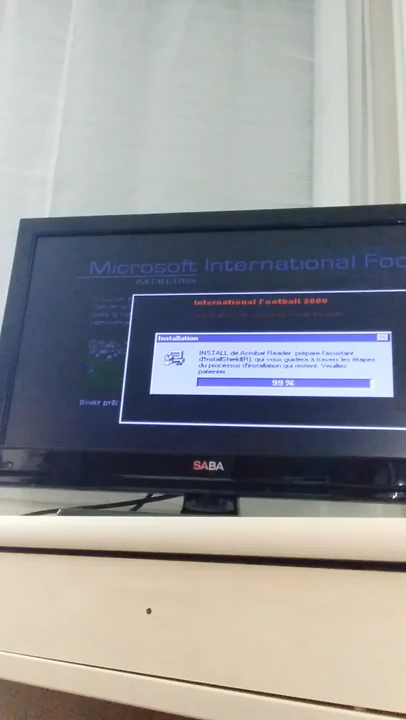 Microsoft International Foo
INSTALLATION
International Football 2000
Installation
INSTALL de Acrobat Reader prépare l'assistant
d'InstallShield(R), qui vous guidera à travers les étapes
du processus d'installation qui restent. Veuillez
patienter.
99 %
SABA